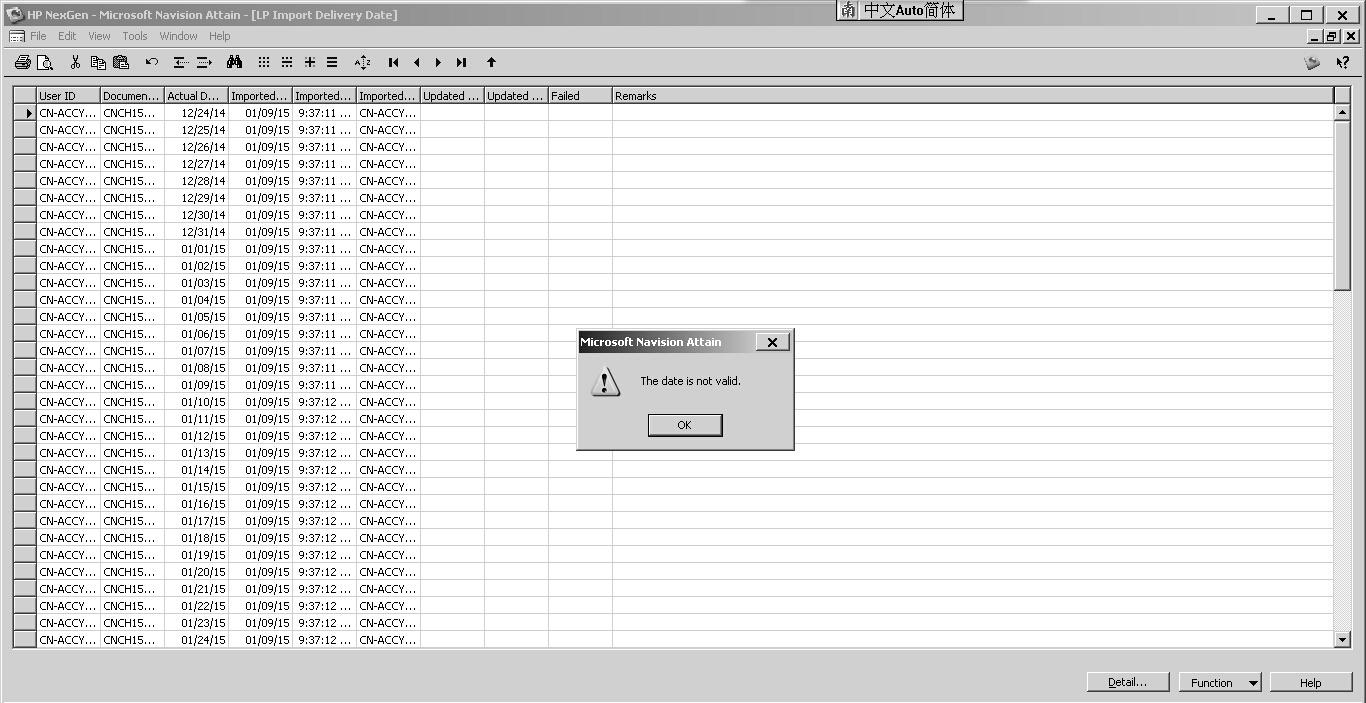 HP NexGen - Microsoft Navision Attain - [LP Import Delivery Date]
南 中文Auto简体
File Edit View Tools Window Help
User ID Documen... Actual D... Imported... Imported... Imported... Updated ... Updated ... Failed Remarks
CN-ACCY... CNCH15... 12/24/14 01/09/15 9:37:11 ... CN-ACCY...
CN-ACCY... CNCH15... 12/25/14 01/09/15 9:37:11 ... CN-ACCY...
CN-ACCY... CNCH15... 12/26/14 01/09/15 9:37:11 ... CN-ACCY...
CN-ACCY... CNCH15... 12/27/14 01/09/15 9:37:11 ... CN-ACCY...
CN-ACCY... CNCH15... 12/28/14 01/09/15 9:37:11 ... CN-ACCY...
CN-ACCY... CNCH15... 12/29/14 01/09/15 9:37:11 ... CN-ACCY...
CN-ACCY... CNCH15... 12/30/14 01/09/15 9:37:11 ... CN-ACCY...
CN-ACCY... CNCH15... 12/31/14 01/09/15 9:37:11 ... CN-ACCY...
CN-ACCY... CNCH15... 01/01/15 01/09/15 9:37:11 ... CN-ACCY...
CN-ACCY... CNCH15... 01/02/15 01/09/15 9:37:11 ... CN-ACCY...
CN-ACCY... CNCH15... 01/03/15 01/09/15 9:37:11 ... CN-ACCY...
CN-ACCY... CNCH15... 01/04/15 01/09/15 9:37:11 ... CN-ACCY...
CN-ACCY... CNCH15... 01/05/15 01/09/15 9:37:11 ... CN-ACCY...
CN-ACCY... CNCH15... 01/06/15 01/09/15 9:37:11 ... CN-ACCY...
CN-ACCY... CNCH15... 01/07/15 01/09/15 9:37:11 ... CN-ACCY...
CN-ACCY... CNCH15... 01/08/15 01/09/15 9:37:11 ... CN-ACCY...
CN-ACCY... CNCH15... 01/09/15 01/09/15 9:37:11 ... CN-ACCY...
CN-ACCY... CNCH15... 01/10/15 01/09/15 9:37:12 ... CN-ACCY...
CN-ACCY... CNCH15... 01/11/15 01/09/15 9:37:12 ... CN-ACCY...
CN-ACCY... CNCH15... 01/12/15 01/09/15 9:37:12 ... CN-ACCY...
CN-ACCY... CNCH15... 01/13/15 01/09/15 9:37:12 ... CN-ACCY...
CN-ACCY... CNCH15... 01/14/15 01/09/15 9:37:12 ... CN-ACCY...
CN-ACCY... CNCH15... 01/15/15 01/09/15 9:37:12 ... CN-ACCY...
CN-ACCY... CNCH15... 01/16/15 01/09/15 9:37:12 ... CN-ACCY...
CN-ACCY... CNCH15... 01/17/15 01/09/15 9:37:12 ... CN-ACCY...
CN-ACCY... CNCH15... 01/18/15 01/09/15 9:37:12 ... CN-ACCY...
CN-ACCY... CNCH15... 01/19/15 01/09/15 9:37:12 ... CN-ACCY...
CN-ACCY... CNCH15... 01/20/15 01/09/15 9:37:12 ... CN-ACCY...
CN-ACCY... CNCH15... 01/21/15 01/09/15 9:37:12 ... CN-ACCY...
CN-ACCY... CNCH15... 01/22/15 01/09/15 9:37:12 ... CN-ACCY...
CN-ACCY... CNCH15... 01/23/15 01/09/15 9:37:12 ... CN-ACCY...
CN-ACCY... CNCH15... 01/24/15 01/09/15 9:37:12 ... CN-ACCY...
Microsoft Navision Attain
The date is not valid.
OK
Detail... Function Help